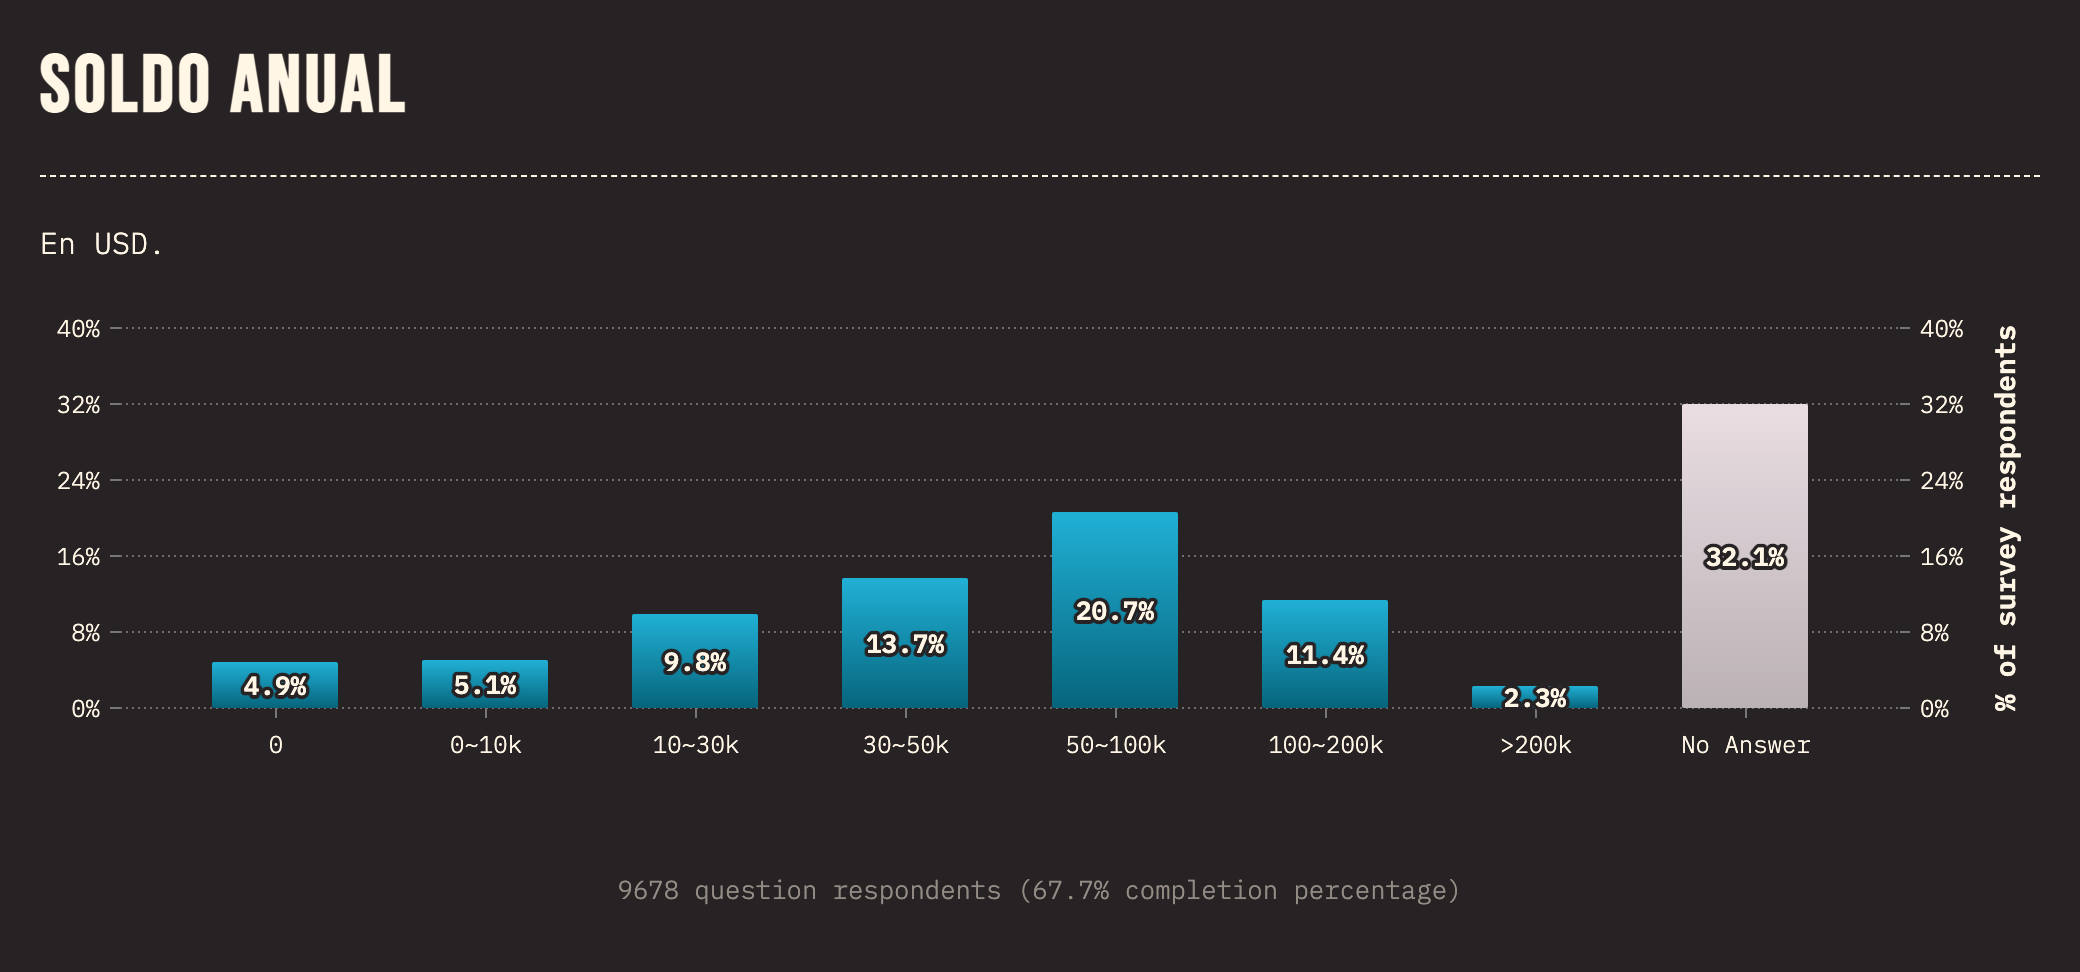 SOLDO ANUAL
En USD.
40%
32%
24%
16%
8%
0%
40%
32%
24%
16%
8%
0%
% of survey respondents
4.9%
5.1%
9.8%
13.7%
20.7%
11.4%
2.3%
32.1%
0
0~10k
10~30k
30~50k
50~100k
100~200k
>200k
No Answer
9678 question respondents (67.7% completion percentage)